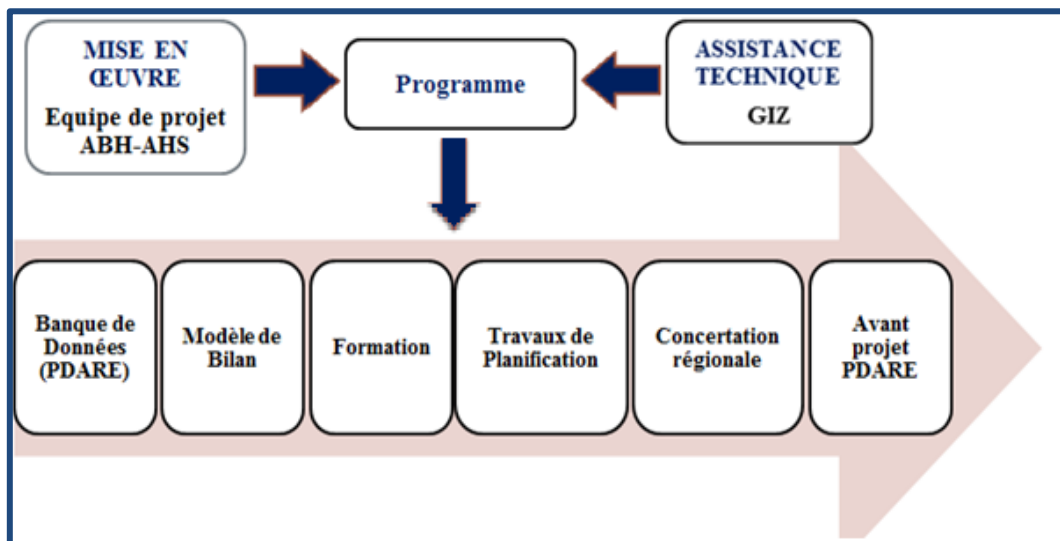 MISE EN
ŒUVRE
Equipe de projet
ABH-AHS
Programme
ASSISTANCE
TECHNIQUE
GIZ
Banque de
Données
(PDARE)
Modèle de
Bilan
Formation
Travaux de
Planification
Concertation
régionale
Avant
projet
PDARE